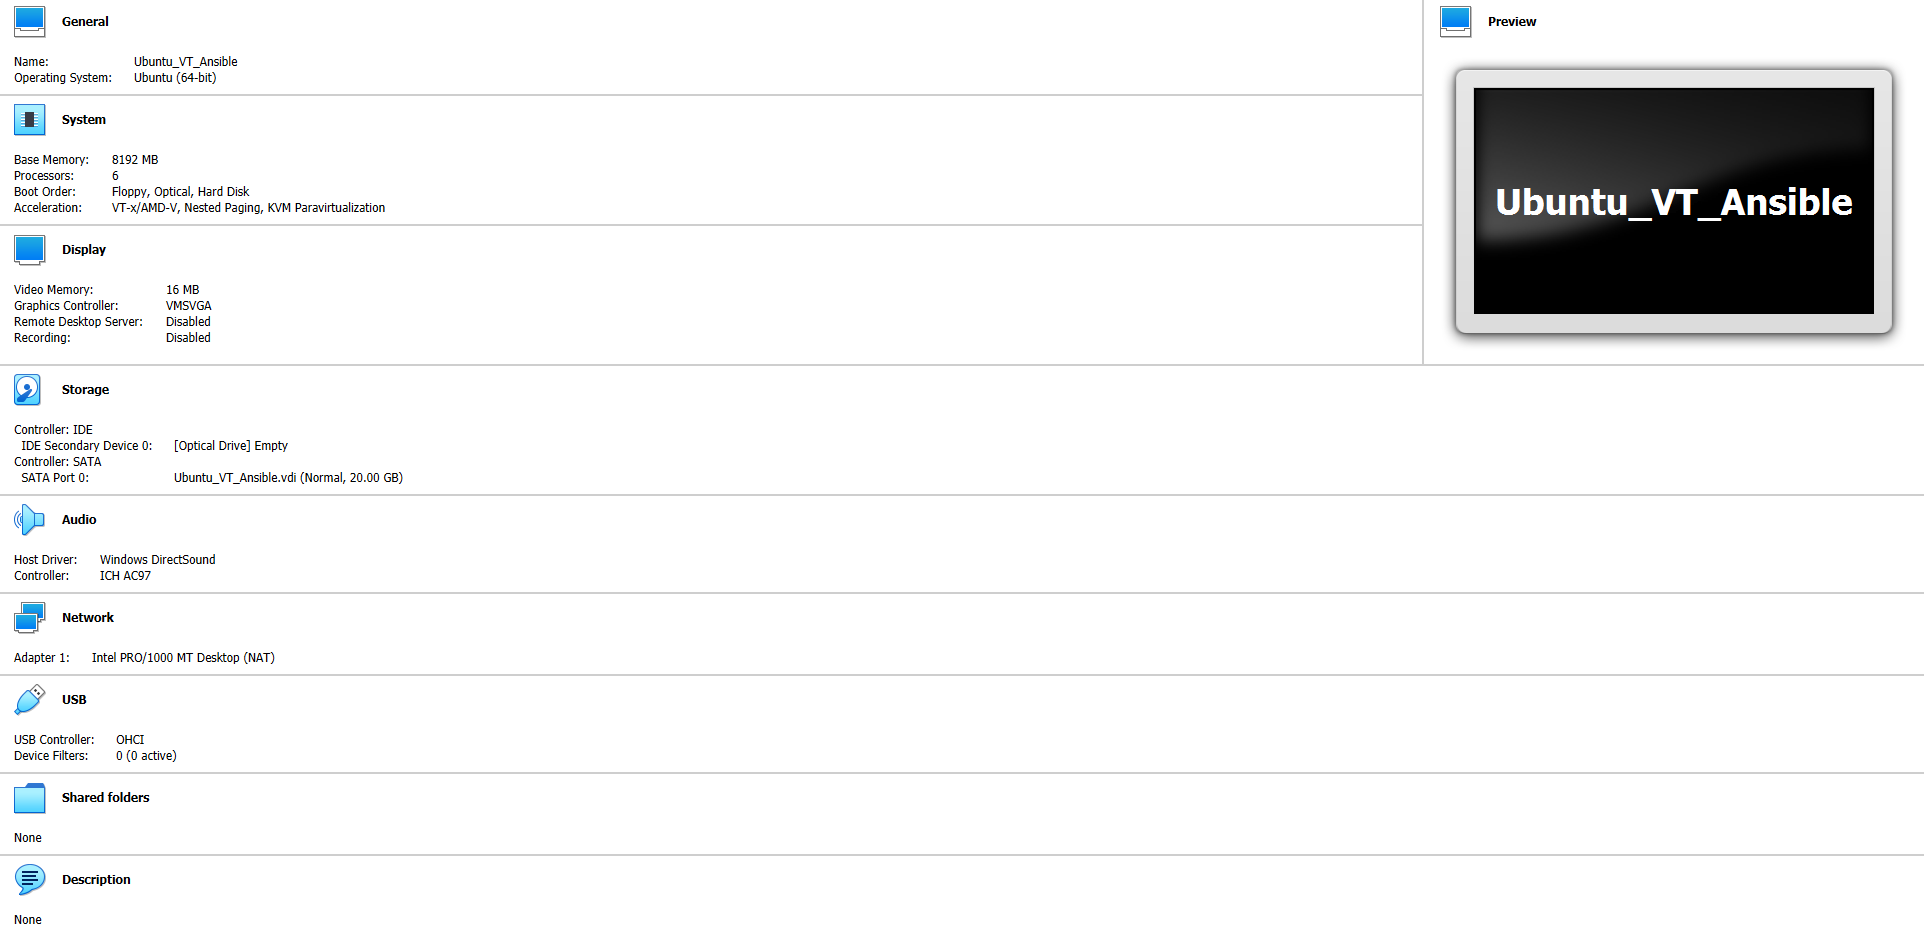 General
Name: Ubuntu_VT_Ansible
Operating System: Ubuntu (64-bit)
System
Base Memory: 8192 MB
Processors: 6
Boot Order: Floppy, Optical, Hard Disk
Acceleration: VT-x/AMD-V, Nested Paging, KVM Paravirtualization
Display
Video Memory: 16 MB
Graphics Controller: VMSVGA
Remote Desktop Server: Disabled
Recording: Disabled
Preview
Ubuntu_VT_Ansible
Storage
Controller: IDE
IDE Secondary Device 0: [Optical Drive] Empty
Controller: SATA
SATA Port 0: Ubuntu_VT_Ansible.vdi (Normal, 20.00 GB)
Audio
Host Driver: Windows DirectSound
Controller: ICH AC97
Network
Adapter 1: Intel PRO/1000 MT Desktop (NAT)
USB
USB Controller: OHCI
Device Filters: 0 (0 active)
Shared folders
None
Description
None